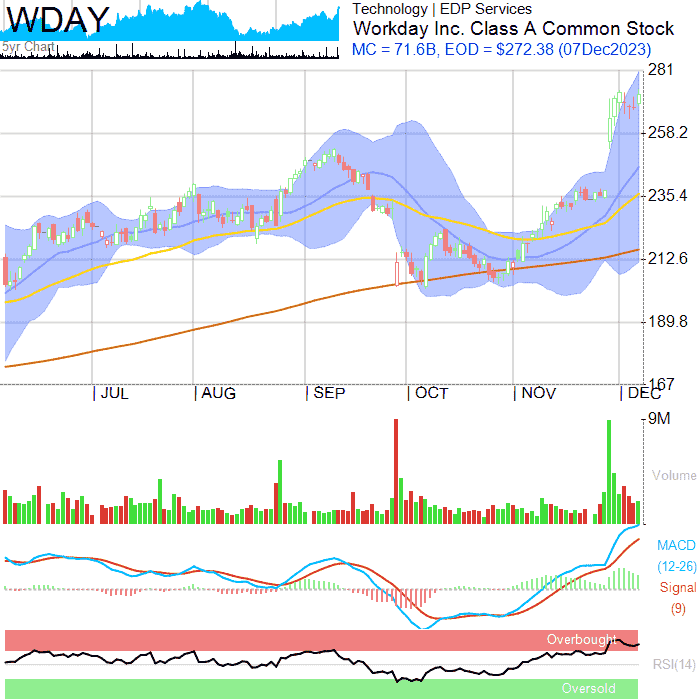 WDAY
5yr Chart
Technology | EDP Services
Workday Inc. Class A Common Stock
MC = 71.6B, EOD = $272.38 (07Dec2023)
281
258.2
235.4
212.6
189.8
167
JUL AUG SEP OCT NOV DEC
9M
Volume
MACD
(12-26)
Signal
(9)
Overbought
RSI(14)
Oversold